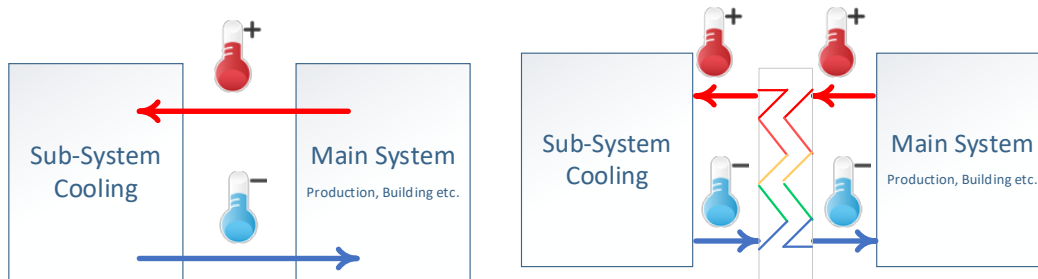 Sub-System
Cooling
Main System
Production, Building etc.
Sub-System
Cooling
Main System
Production, Building etc.